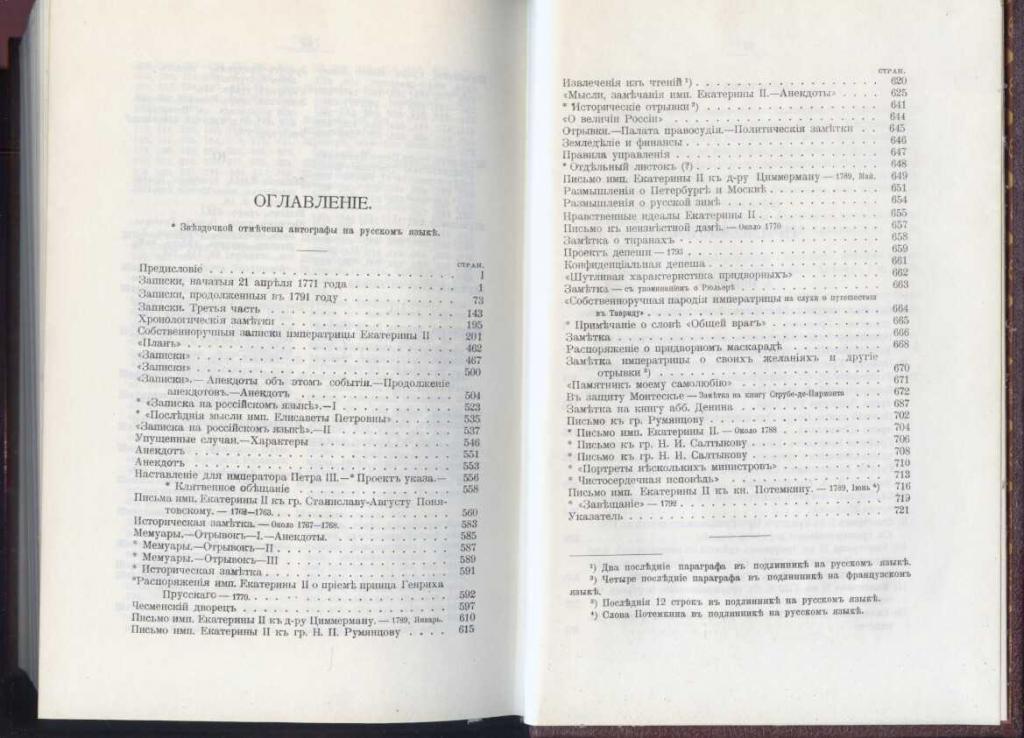 ОГЛАВЛЕНІЕ.
* Звѣздочкой отмѣчены автографы на русскомъ языкѣ.
СТРАН.
Предисловіе . . . 1
Записки, начатыя 21 апрѣля 1771 года . . . 1
Записки, продолженныя въ 1791 году . . . 73
Записки. Третья часть . . . 143
Хронологическія замѣтки . . . 195
Собственноручныя записки императрицы Екатерины II . . 201
«Планъ» . . . 462
«Записки» . . . 467
«Записки» . . . 500
«Записки».— Анекдоты объ этомъ событіи.—Продолженіе
анекдотовъ.—Анекдотъ . . . 504
* «Записка на россійскомъ языкѣ».—I . . . 523
* «Послѣднія мысли имп. Елисаветы Петровны» . . . 535
«Записка на россійскомъ языкѣ».—II . . . 537
Упущенные случаи.—Характеры . . . 546
Анекдотъ . . . 551
Анекдотъ . . . 553
Наставленіе для императора Петра III.—* Проектъ указа.— 556
* Клятвенное обѣщаніе . . . 558
Письма имп. Екатерины II къ гр. Станиславу-Августу Поня-
товскому. — 1762—1763. . . . 560
Историческая замѣтка. — Около 1767—1768. . . . 583
Мемуары.—Отрывокъ—I.—Анекдоты. . . . 585
* Мемуары.—Отрывокъ—II . . . 587
* Мемуары.—Отрывокъ—III . . . 589
* Историческая замѣтка . . . 591
*Распоряженія имп. Екатерины II о пріемѣ принца Генриха
Прусскаго—1770. . . . 592
Чесменскій дворецъ . . . 597
Письмо имп. Екатерины II къ д-ру Циммерману. — 1789, Январь. 610
Письмо имп. Екатерины II къ гр. Н. П. Румянцову . . . . 615
СТРАН.
Извлеченія изъ чтеній ¹) . . . 620
«Мысли, замѣчанія имп. Екатерины II.—Анекдоты» . . . . 625
* Историческіе отрывки ²) . . . 641
«О величіи Россіи» . . . 644
Отрывки.—Палата правосудія.—Политическія замѣтки . . 645
Земледѣліе и финансы . . . 646
Правила управленія . . . 647
* Отдѣльный листокъ (?) . . . 648
Письмо имп. Екатерины II къ д-ру Циммерману — 1789, Май. 649
Размышленія о Петербургѣ и Москвѣ . . . 651
Размышленія о русской зимѣ . . . 654
Нравственные идеалы Екатерины II . . . 655
Письмо къ неизвѣстной дамѣ. — Около 1770 . . . 657
Замѣтка о тиранахъ . . . 658
Проектъ депеши — 1793 . . . 659
Конфиденціальная депеша . . . 661
«Шутливая характеристика придворныхъ» . . . 662
Замѣтка — съ упоминаніемъ о Рюльерѣ . . . 663
«Собственноручная пародія императрицы на слухи о путешествіи
въ Тавриду» . . . 664
* Примѣчаніе о словѣ «Общей врагъ» . . . 665
Замѣтка . . . 666
Распоряженіе о придворномъ маскарадѣ . . . 668
Замѣтка императрицы о своихъ желаніяхъ и другіе
отрывки ³) . . . 670
«Памятникъ моему самолюбію» . . . 671
Въ защиту Монтескье — Замѣтка на книгу Струбе-де-Пирмонта . . . 672
Замѣтка на книгу абб. Денина . . . 687
Письмо къ гр. Румянцову . . . 702
* Письмо имп. Екатерины II. — Около 1788 . . . 704
* Письмо къ гр. Н. И. Салтыкову . . . 706
* Письмо къ гр. Н. И. Салтыкову . . . 708
* «Портреты нѣсколькихъ министровъ» . . . 710
* «Чистосердечная исповѣдь» . . . 713
Письмо имп. Екатерины II къ кн. Потемкину. — 1789, Іюнь ⁴) 716
* «Завѣщаніе» — 1792 . . . 719
Указатель . . . 721
¹) Два послѣдніе параграфа въ подлинникѣ на русскомъ языкѣ.
²) Четыре послѣдніе параграфа въ подлинникѣ на французскомъ
языкѣ.
³) Послѣднія 12 строкъ въ подлинникѣ на русскомъ языкѣ.
⁴) Слова Потемкина въ подлинникѣ на русскомъ языкѣ.